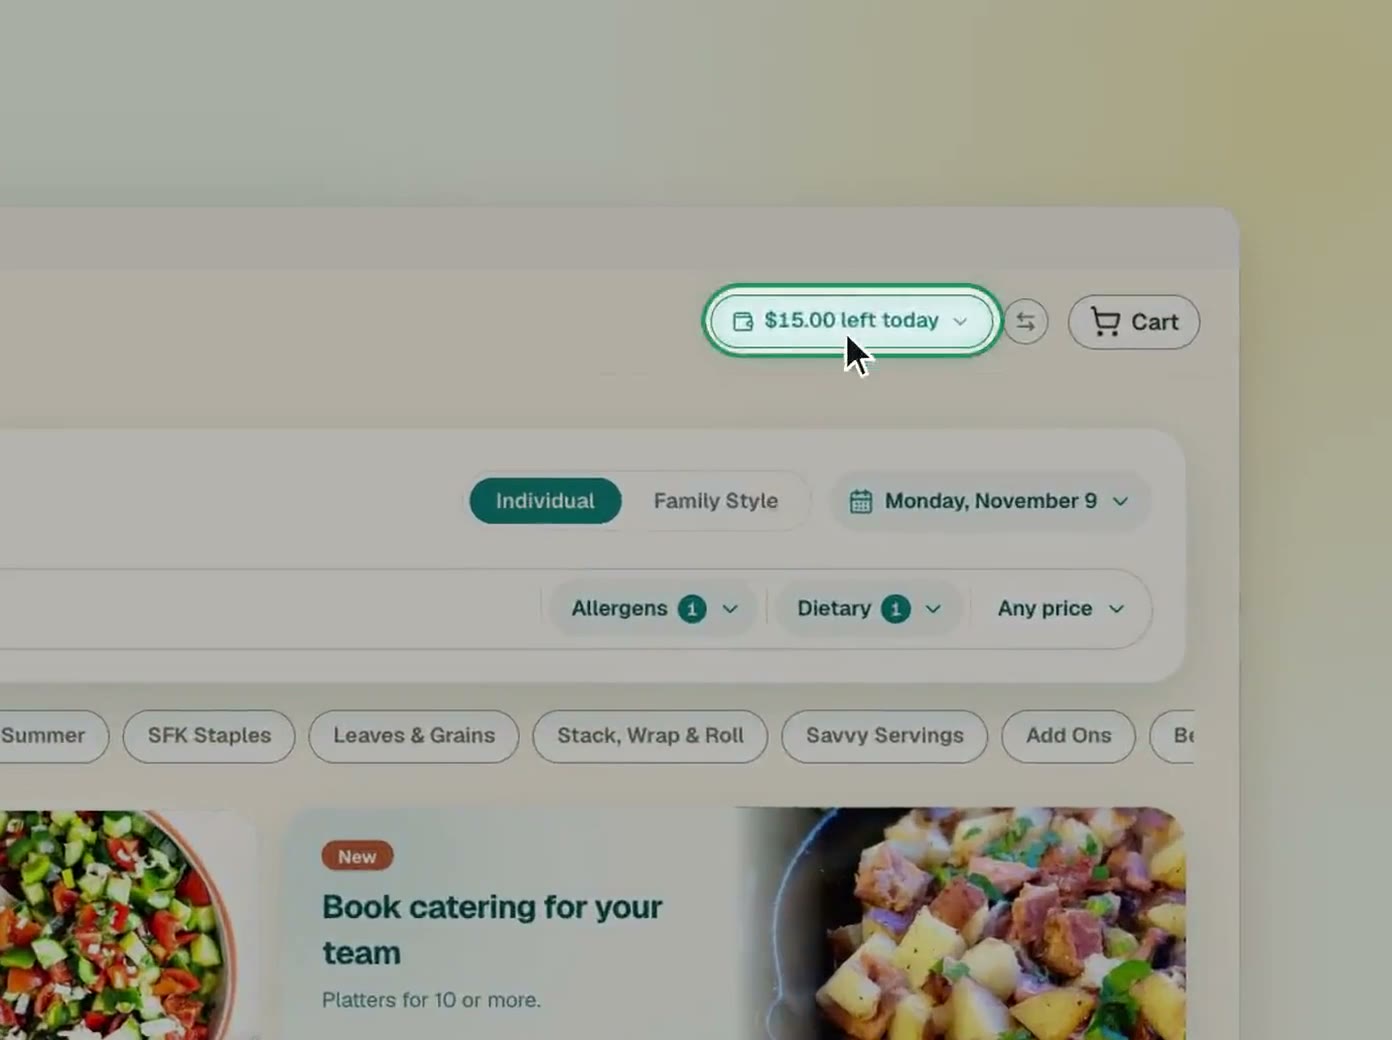 $15.00 left today
Cart
Individual
Family Style
Monday, November 9
Allergens 1
Dietary 1
Any price
Summer
SFK Staples
Leaves & Grains
Stack, Wrap & Roll
Savvy Servings
Add Ons
New
Book catering for your
team
Platters for 10 or more.